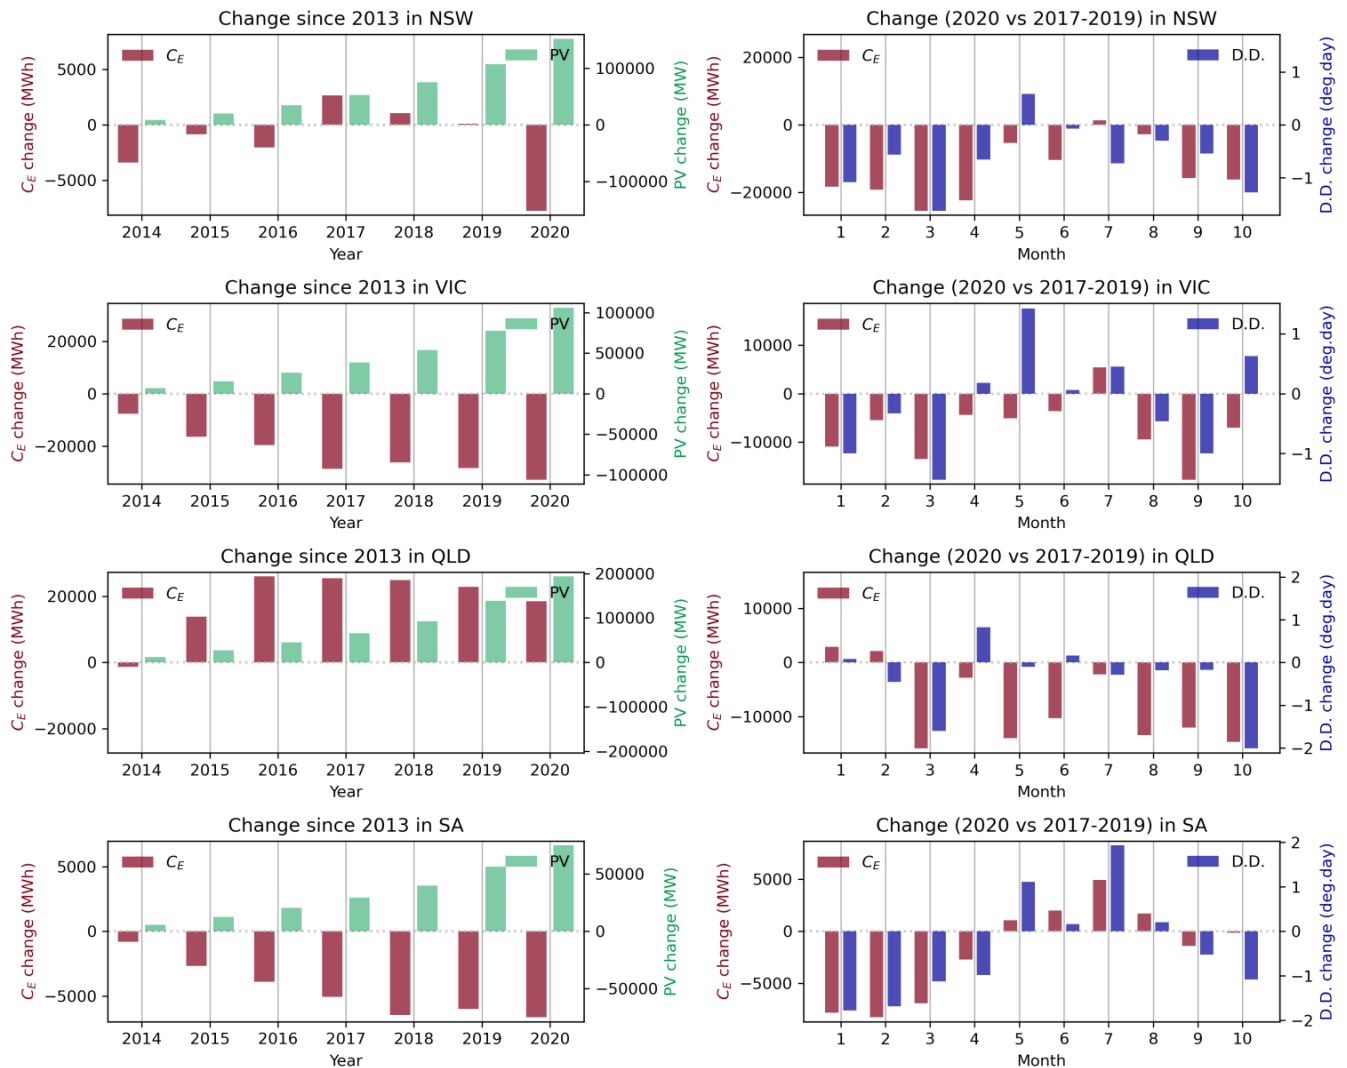 Change since 2013 in NSW
C_E change (MWh)
5000
0
−5000
C_E
PV
100000
0
−100000
PV change (MW)
2014 2015 2016 2017 2018 2019 2020
Year
Change (2020 vs 2017-2019) in NSW
C_E change (MWh)
20000
0
−20000
C_E
D.D.
1
0
−1
D.D. change (deg.day)
1 2 3 4 5 6 7 8 9 10
Month
Change since 2013 in VIC
C_E change (MWh)
20000
0
−20000
C_E
PV
100000
50000
0
−50000
−100000
PV change (MW)
2014 2015 2016 2017 2018 2019 2020
Year
Change (2020 vs 2017-2019) in VIC
C_E change (MWh)
10000
0
−10000
C_E
D.D.
1
0
−1
D.D. change (deg.day)
1 2 3 4 5 6 7 8 9 10
Month
Change since 2013 in QLD
C_E change (MWh)
20000
0
−20000
C_E
PV
200000
100000
0
−100000
−200000
PV change (MW)
2014 2015 2016 2017 2018 2019 2020
Year
Change (2020 vs 2017-2019) in QLD
C_E change (MWh)
10000
0
−10000
C_E
D.D.
2
1
0
−1
−2
D.D. change (deg.day)
1 2 3 4 5 6 7 8 9 10
Month
Change since 2013 in SA
C_E change (MWh)
5000
0
−5000
C_E
PV
50000
0
−50000
PV change (MW)
2014 2015 2016 2017 2018 2019 2020
Year
Change (2020 vs 2017-2019) in SA
C_E change (MWh)
5000
0
−5000
C_E
D.D.
2
1
0
−1
−2
D.D. change (deg.day)
1 2 3 4 5 6 7 8 9 10
Month